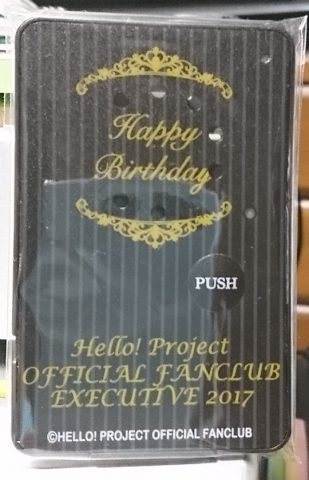 Happy
Birthday
PUSH
Hello! Project
OFFICIAL FANCLUB
EXECUTIVE 2017
©HELLO! PROJECT OFFICIAL FANCLUB